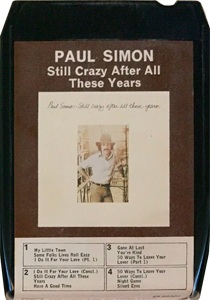 PAUL SIMON
Still Crazy After All
These Years
Paul Simon - Still crazy after all these years
1
My Little Town
Some Folks Lives Roll Easy
I Do It For Your Love (Pt. 1)
2
I Do It For Your Love (Concl.)
Still Crazy After All These
Years
Have A Good Time
3
Gone At Last
You're Kind
50 Ways To Leave Your
Lover (Part 1)
4
50 Ways To Leave Your
Lover (Concl.)
Night Game
Silent Eyes